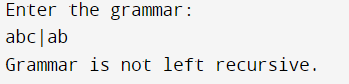 Enter the grammar:
abc|ab
Grammar is not left recursive.